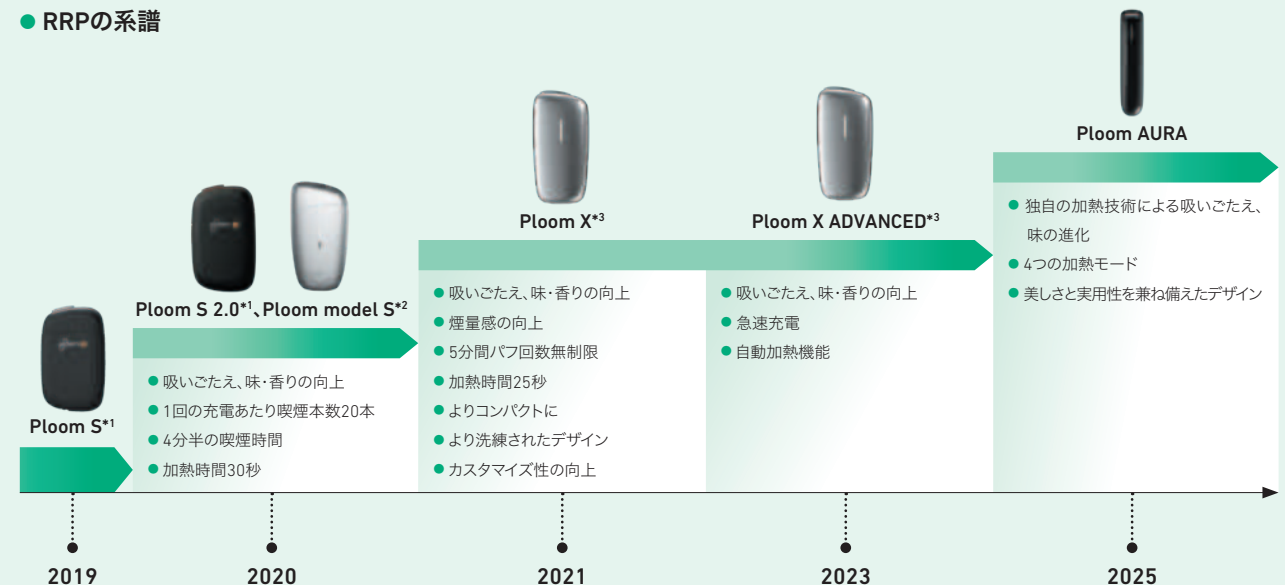 ● RRPの系譜
Ploom S*1
Ploom S 2.0*1、Ploom model S*2
● 吸いごたえ、味・香りの向上
● 1回の充電あたり喫煙本数20本
● 4分半の喫煙時間
● 加熱時間30秒
Ploom X*3
● 吸いごたえ、味・香りの向上
● 煙量感の向上
● 5分間パフ回数無制限
● 加熱時間25秒
● よりコンパクトに
● より洗練されたデザイン
● カスタマイズ性の向上
Ploom X ADVANCED*3
● 吸いごたえ、味・香りの向上
● 急速充電
● 自動加熱機能
Ploom AURA
● 独自の加熱技術による吸いごたえ、
味の進化
● 4つの加熱モード
● 美しさと実用性を兼ね備えたデザイン
2019
2020
2021
2023
2025